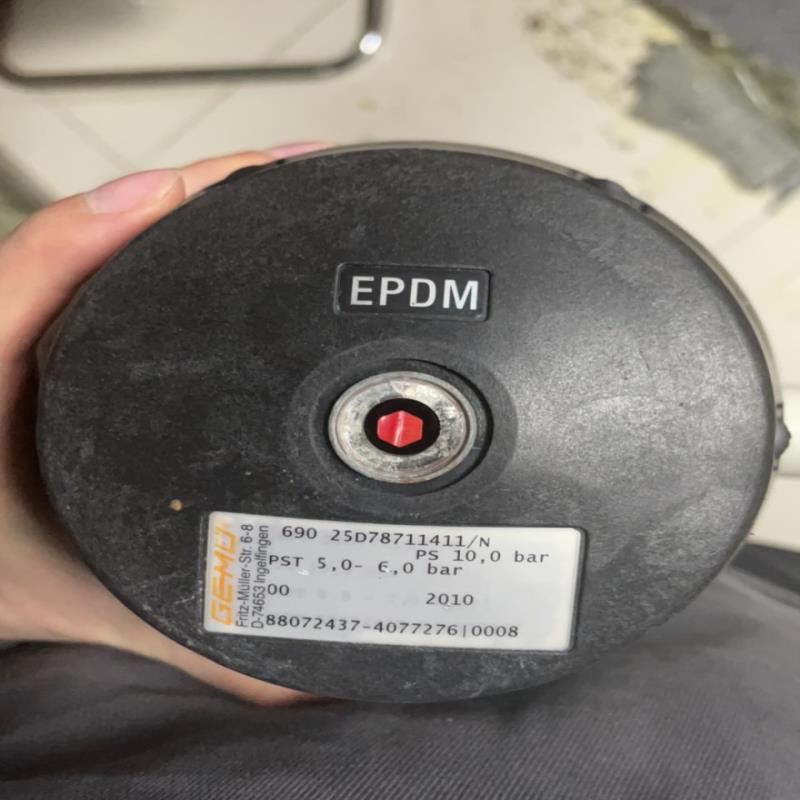 EPDM
GEMÜ
Fritz-Müller-Str. 6-8
D-74653 Ingelfingen
690 25D78711411/N
PS 10,0 bar
PST 5,0- 6,0 bar
00
2010
88072437-4077276|0008